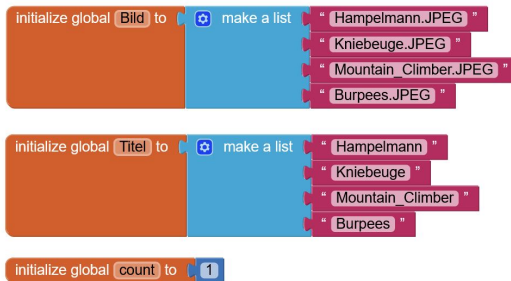 initialize global Bild to make a list " Hampelmann.JPEG "
" Kniebeuge.JPEG "
" Mountain_Climber.JPEG "
" Burpees.JPEG "
initialize global Titel to make a list " Hampelmann "
" Kniebeuge "
" Mountain_Climber "
" Burpees "
initialize global count to 1